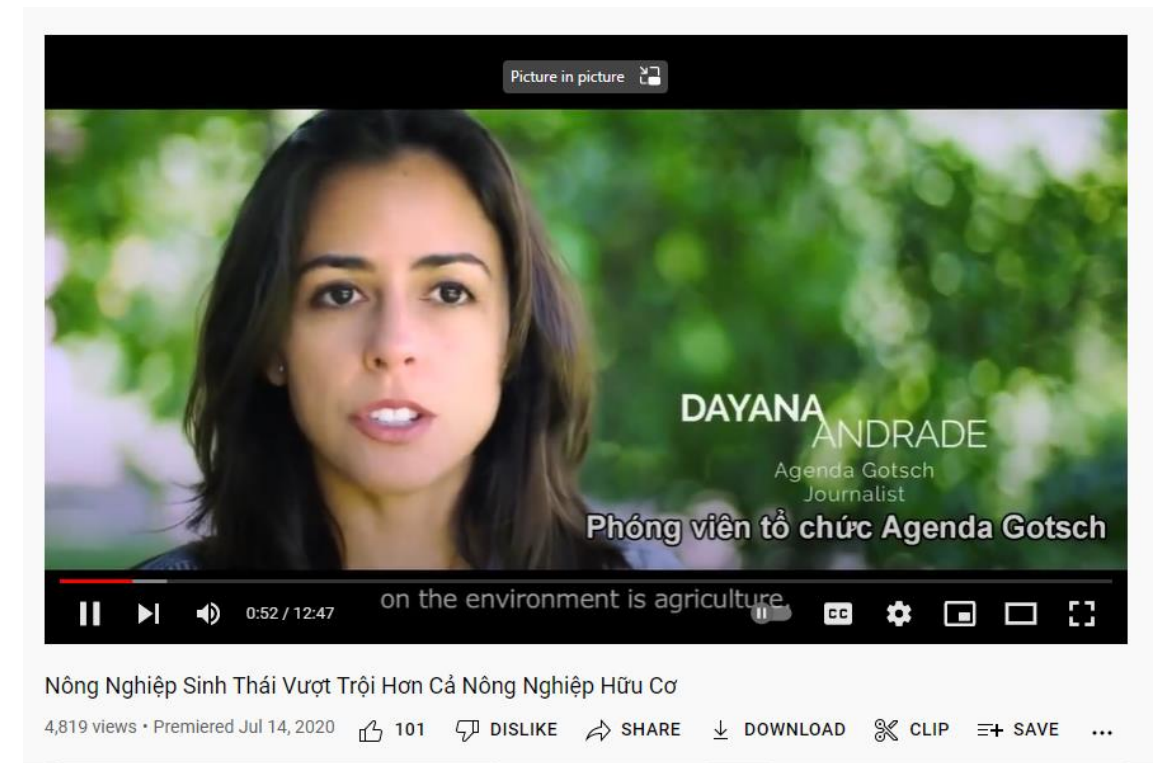 Picture in picture
DAYANA
ANDRADE
Agenda Gotsch
Journalist
Phóng viên tổ chức Agenda Gotsch
on the environment is agriculture.
0:52 / 12:47
CC
Nông Nghiệp Sinh Thái Vượt Trội Hơn Cả Nông Nghiệp Hữu Cơ
4,819 views • Premiered Jul 14, 2020 101 DISLIKE SHARE DOWNLOAD CLIP SAVE ...